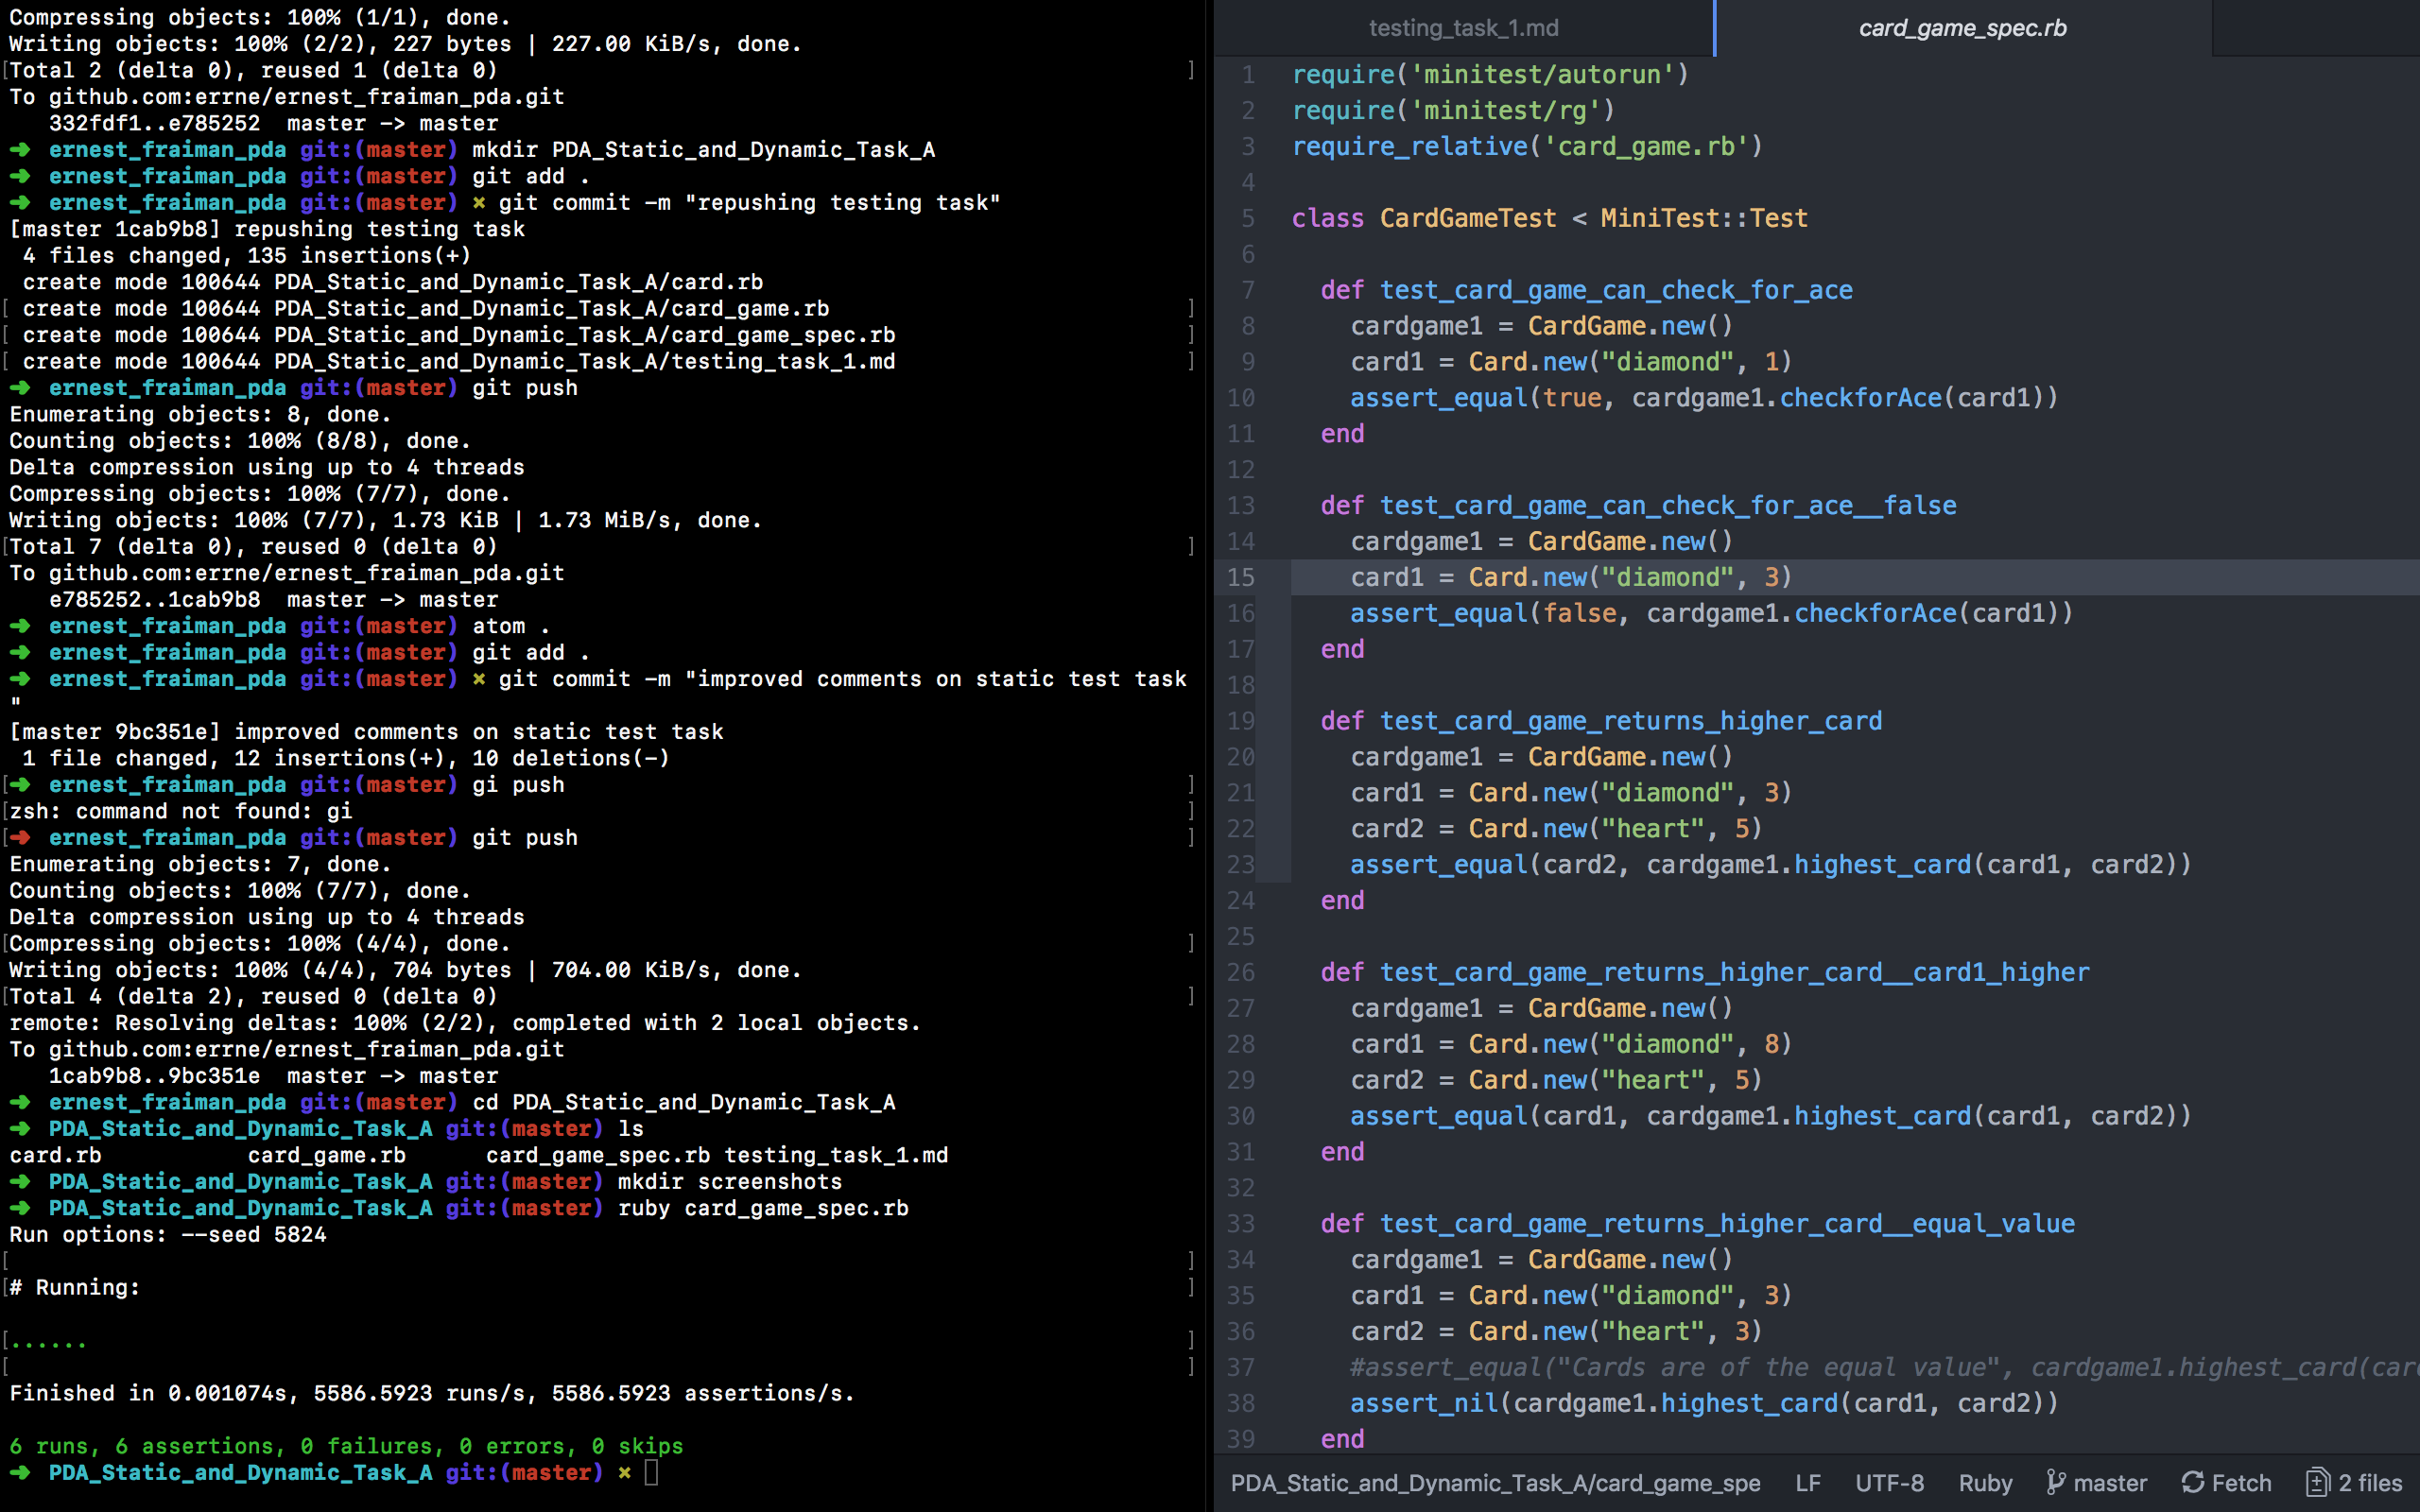 Compressing objects: 100% (1/1), done.
Writing objects: 100% (2/2), 227 bytes | 227.00 KiB/s, done.
[Total 2 (delta 0), reused 1 (delta 0) ]
To github.com:errne/ernest_fraiman_pda.git
   332fdf1..e785252  master -> master
➜  ernest_fraiman_pda git:(master) mkdir PDA_Static_and_Dynamic_Task_A
➜  ernest_fraiman_pda git:(master) git add .
➜  ernest_fraiman_pda git:(master) ✖ git commit -m "repushing testing task"
[master 1cab9b8] repushing testing task
 4 files changed, 135 insertions(+)
 create mode 100644 PDA_Static_and_Dynamic_Task_A/card.rb
[ create mode 100644 PDA_Static_and_Dynamic_Task_A/card_game.rb ]
[ create mode 100644 PDA_Static_and_Dynamic_Task_A/card_game_spec.rb ]
[ create mode 100644 PDA_Static_and_Dynamic_Task_A/testing_task_1.md ]
➜  ernest_fraiman_pda git:(master) git push
Enumerating objects: 8, done.
Counting objects: 100% (8/8), done.
Delta compression using up to 4 threads
Compressing objects: 100% (7/7), done.
Writing objects: 100% (7/7), 1.73 KiB | 1.73 MiB/s, done.
[Total 7 (delta 0), reused 0 (delta 0) ]
To github.com:errne/ernest_fraiman_pda.git
   e785252..1cab9b8  master -> master
➜  ernest_fraiman_pda git:(master) atom .
➜  ernest_fraiman_pda git:(master) git add .
➜  ernest_fraiman_pda git:(master) ✖ git commit -m "improved comments on static test task
"
[master 9bc351e] improved comments on static test task
 1 file changed, 12 insertions(+), 10 deletions(-)
[➜  ernest_fraiman_pda git:(master) gi push ]
[zsh: command not found: gi ]
[➜  ernest_fraiman_pda git:(master) git push ]
Enumerating objects: 7, done.
Counting objects: 100% (7/7), done.
Delta compression using up to 4 threads
[Compressing objects: 100% (4/4), done. ]
Writing objects: 100% (4/4), 704 bytes | 704.00 KiB/s, done.
[Total 4 (delta 2), reused 0 (delta 0) ]
remote: Resolving deltas: 100% (2/2), completed with 2 local objects.
To github.com:errne/ernest_fraiman_pda.git
   1cab9b8..9bc351e  master -> master
➜  ernest_fraiman_pda git:(master) cd PDA_Static_and_Dynamic_Task_A
➜  PDA_Static_and_Dynamic_Task_A git:(master) ls
card.rb           card_game.rb      card_game_spec.rb testing_task_1.md
➜  PDA_Static_and_Dynamic_Task_A git:(master) mkdir screenshots
➜  PDA_Static_and_Dynamic_Task_A git:(master) ruby card_game_spec.rb
Run options: --seed 5824
[ ]
[# Running: ]
[...... ]
[ ]
Finished in 0.001074s, 5586.5923 runs/s, 5586.5923 assertions/s.
6 runs, 6 assertions, 0 failures, 0 errors, 0 skips
➜  PDA_Static_and_Dynamic_Task_A git:(master) ✖
testing_task_1.md card_game_spec.rb
1 require('minitest/autorun')
2 require('minitest/rg')
3 require_relative('card_game.rb')
4
5 class CardGameTest < MiniTest::Test
6
7   def test_card_game_can_check_for_ace
8     cardgame1 = CardGame.new()
9     card1 = Card.new("diamond", 1)
10     assert_equal(true, cardgame1.checkforAce(card1))
11   end
12
13   def test_card_game_can_check_for_ace__false
14     cardgame1 = CardGame.new()
15     card1 = Card.new("diamond", 3)
16     assert_equal(false, cardgame1.checkforAce(card1))
17   end
18
19   def test_card_game_returns_higher_card
20     cardgame1 = CardGame.new()
21     card1 = Card.new("diamond", 3)
22     card2 = Card.new("heart", 5)
23     assert_equal(card2, cardgame1.highest_card(card1, card2))
24   end
25
26   def test_card_game_returns_higher_card__card1_higher
27     cardgame1 = CardGame.new()
28     card1 = Card.new("diamond", 8)
29     card2 = Card.new("heart", 5)
30     assert_equal(card1, cardgame1.highest_card(card1, card2))
31   end
32
33   def test_card_game_returns_higher_card__equal_value
34     cardgame1 = CardGame.new()
35     card1 = Card.new("diamond", 3)
36     card2 = Card.new("heart", 3)
37     #assert_equal("Cards are of the equal value", cardgame1.highest_card(car
38     assert_nil(cardgame1.highest_card(card1, card2))
39   end
PDA_Static_and_Dynamic_Task_A/card_game_spe LF UTF-8 Ruby master Fetch 2 files